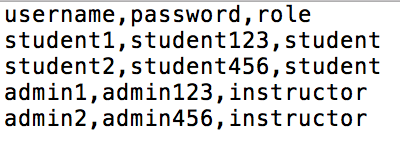 username,password,role
student1,student123,student
student2,student456,student
admin1,admin123,instructor
admin2,admin456,instructor